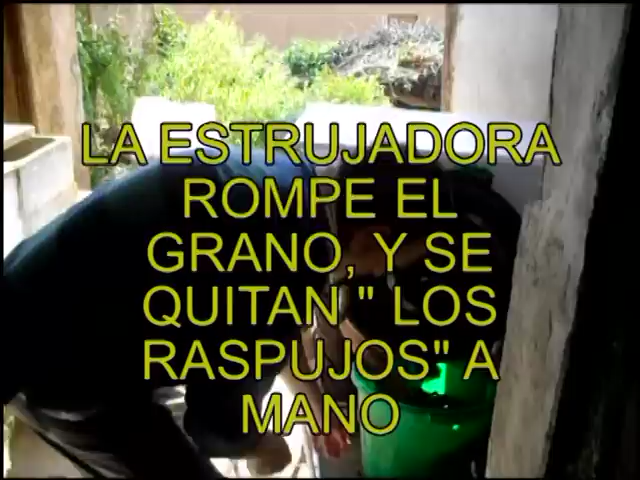 LA ESTRUJADORA
ROMPE EL
GRANO, Y SE
QUITAN " LOS
RASPUJOS" A
MANO